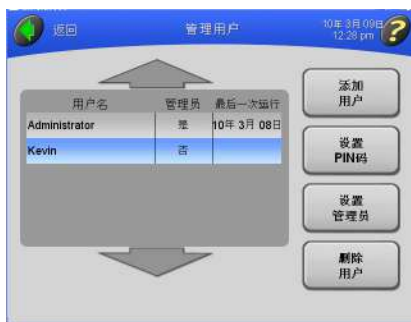 返回
管理用户
10年 3月 09日
12:28 pm
?
添加
用户
用户名 管理员 最后一次运行
Administrator 是 10年 3月 08日
Kevin 否
设置
PIN码
设置
管理员
删除
用户